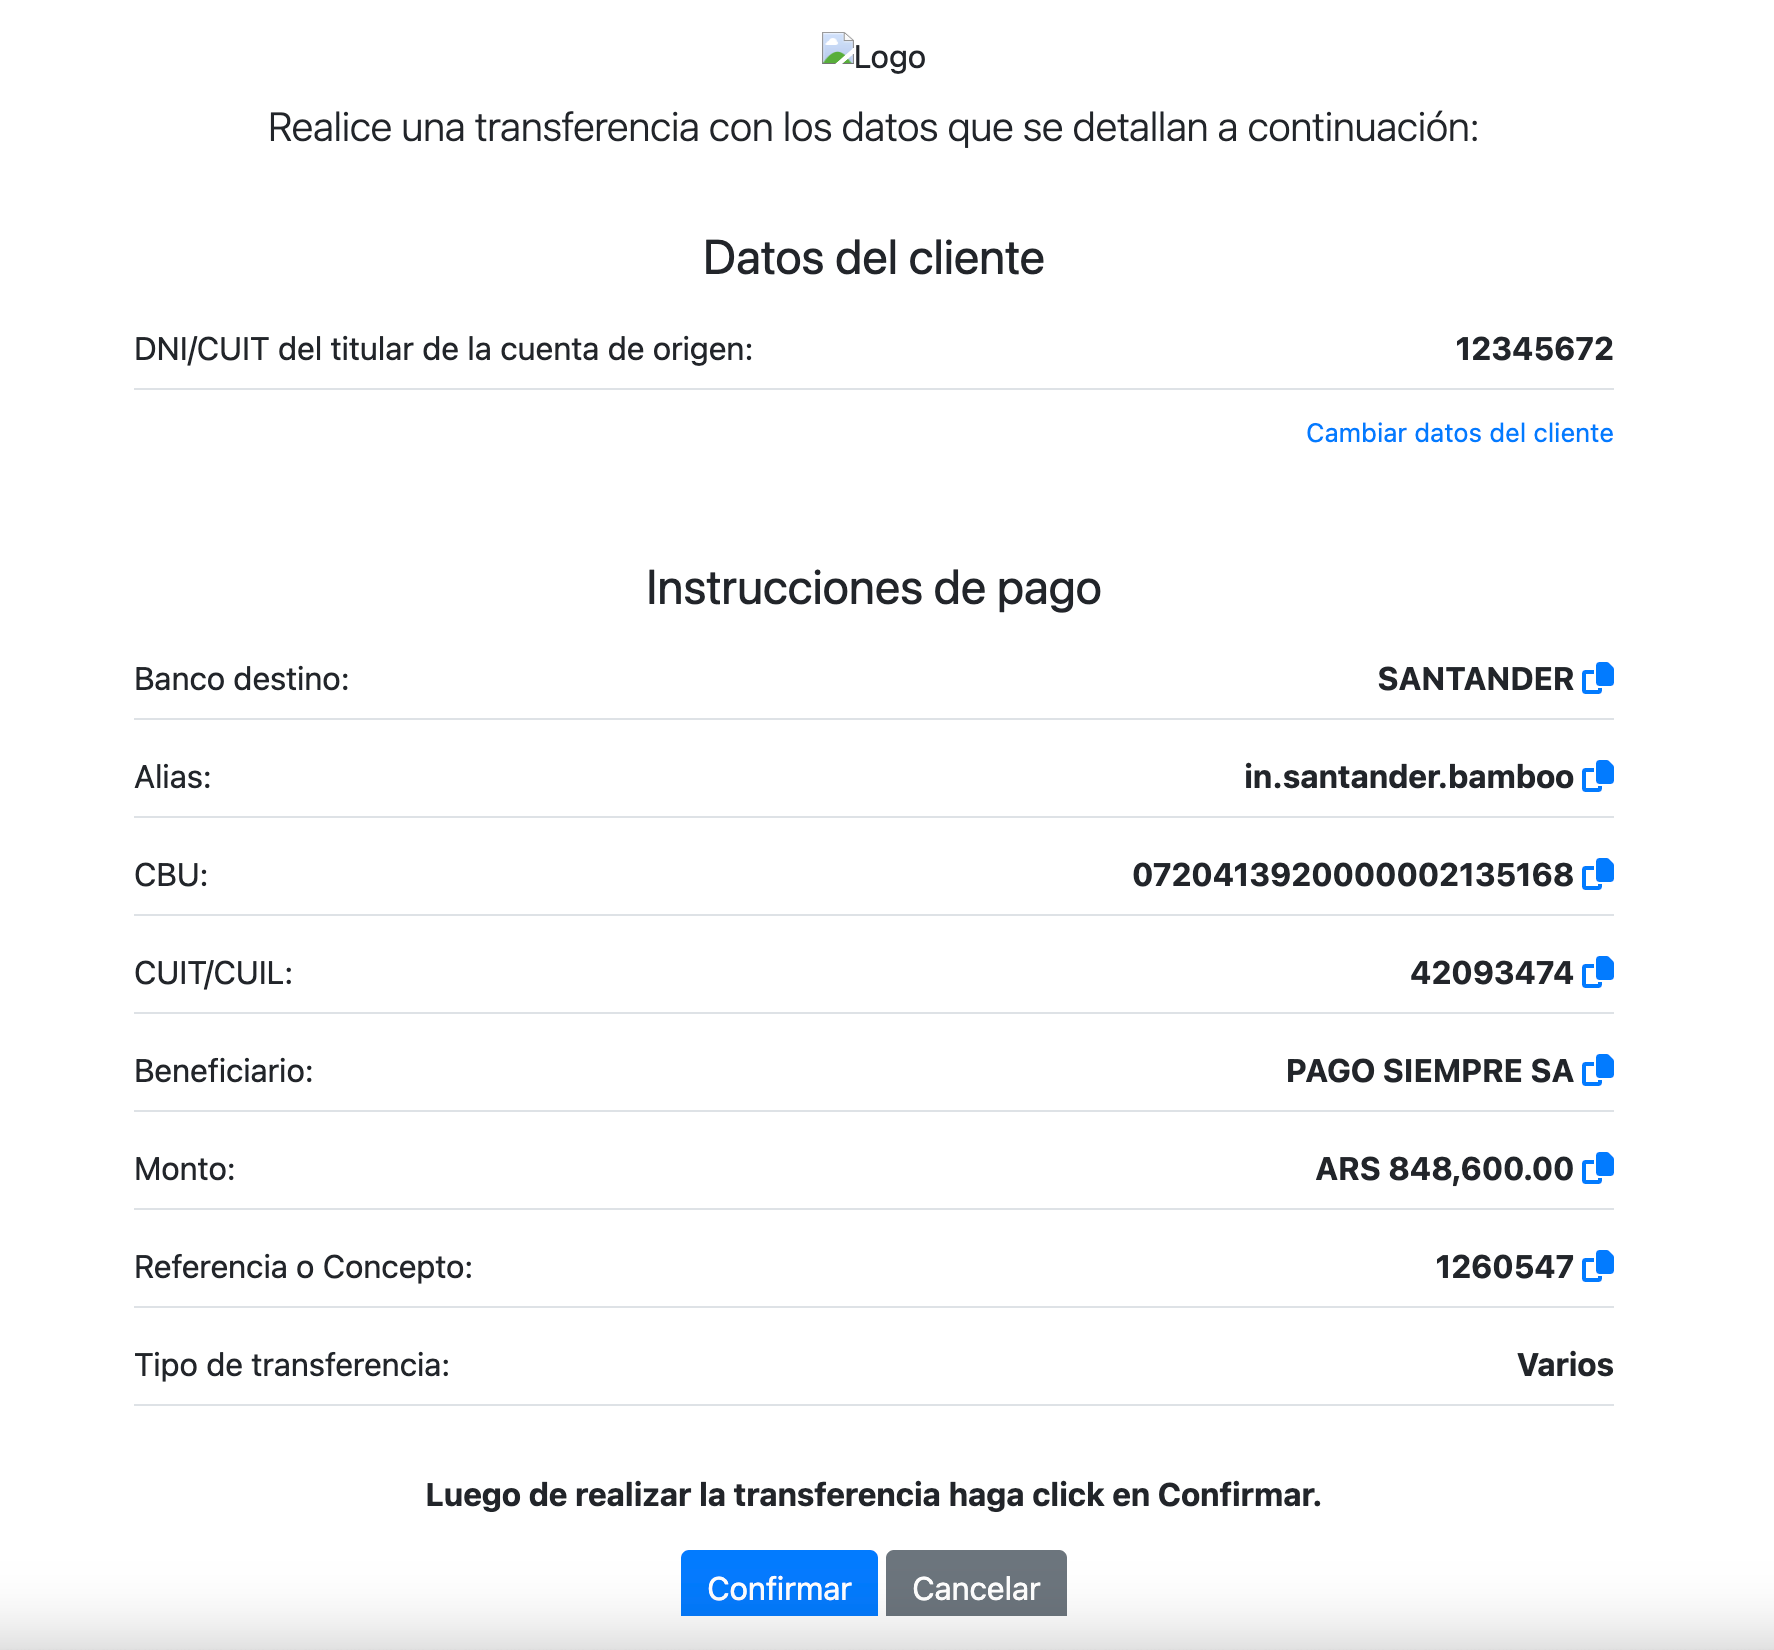 Logo
Realice una transferencia con los datos que se detallan a continuación:
Datos del cliente
DNI/CUIT del titular de la cuenta de origen: 12345672
Cambiar datos del cliente
Instrucciones de pago
Banco destino: SANTANDER
Alias: in.santander.bamboo
CBU: 0720413920000002135168
CUIT/CUIL: 42093474
Beneficiario: PAGO SIEMPRE SA
Monto: ARS 848,600.00
Referencia o Concepto: 1260547
Tipo de transferencia: Varios
Luego de realizar la transferencia haga click en Confirmar.
Confirmar Cancelar